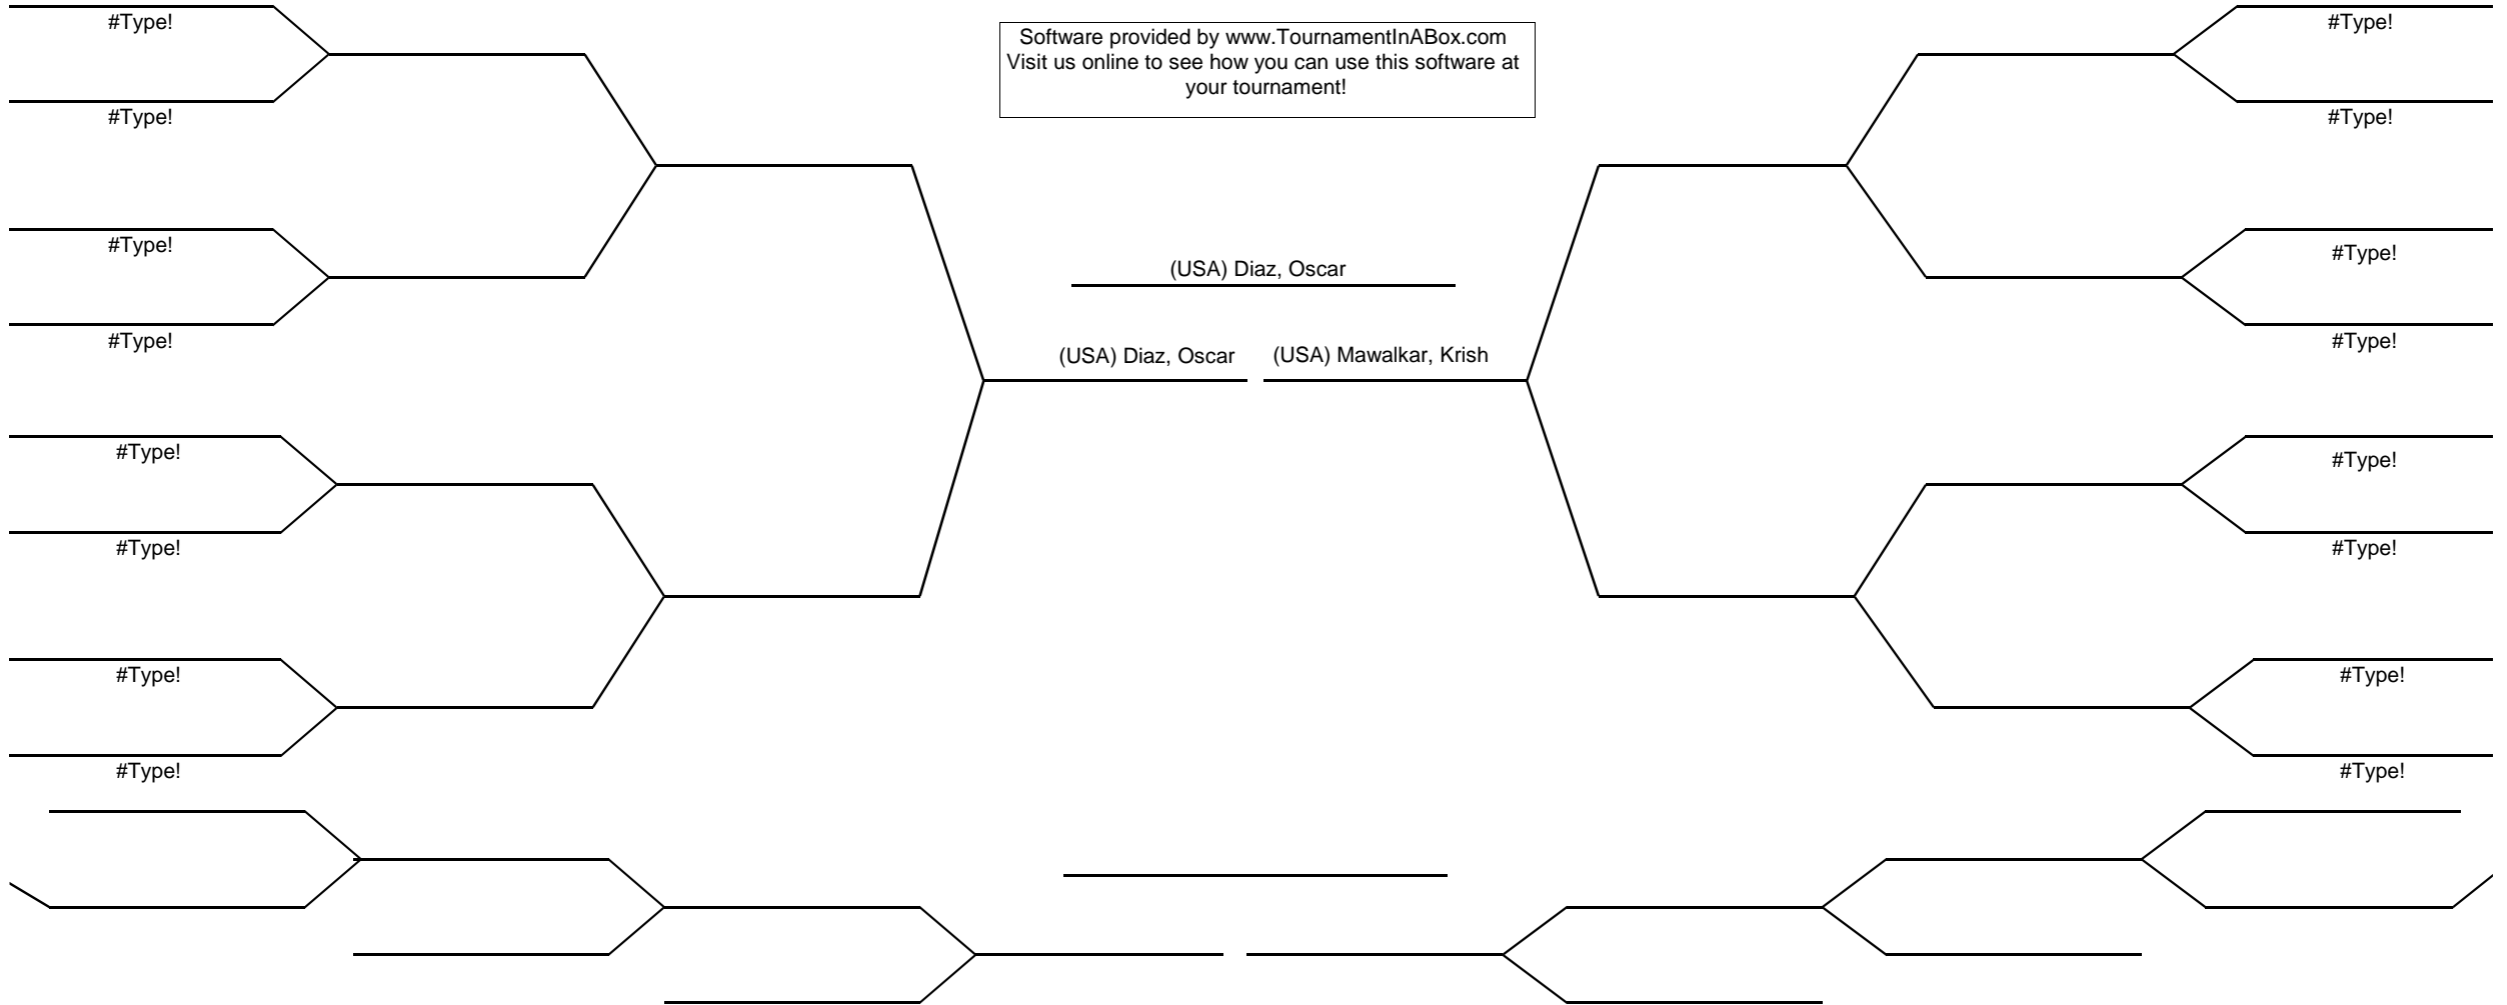 #Type!
#Type!
Software provided by www.TournamentInABox.com
Visit us online to see how you can use this software at
your tournament!
#Type!
#Type!
#Type!
#Type!
(USA) Diaz, Oscar
#Type!
#Type!
(USA) Diaz, Oscar
(USA) Mawalkar, Krish
#Type!
#Type!
#Type!
#Type!
#Type!
#Type!
#Type!
#Type!